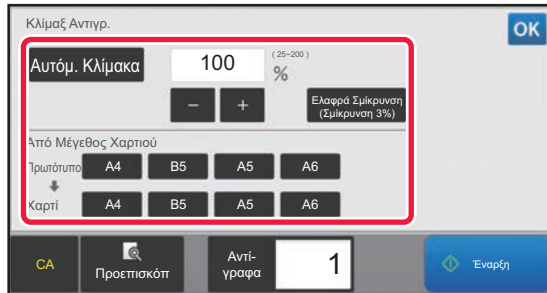 Κλίμαξ Αντιγρ.
OK
Αυτόμ. Κλίμακα
100
(25~200)
%
−
+
Ελαφρά Σμίκρυνση
(Σμίκρυνση 3%)
Από Μέγεθος Χαρτιού
Πρωτότυπο
A4
B5
A5
A6
Χαρτί
A4
B5
A5
A6
CA
Προεπισκόπ
Αντί-
γραφα
1
Έναρξη